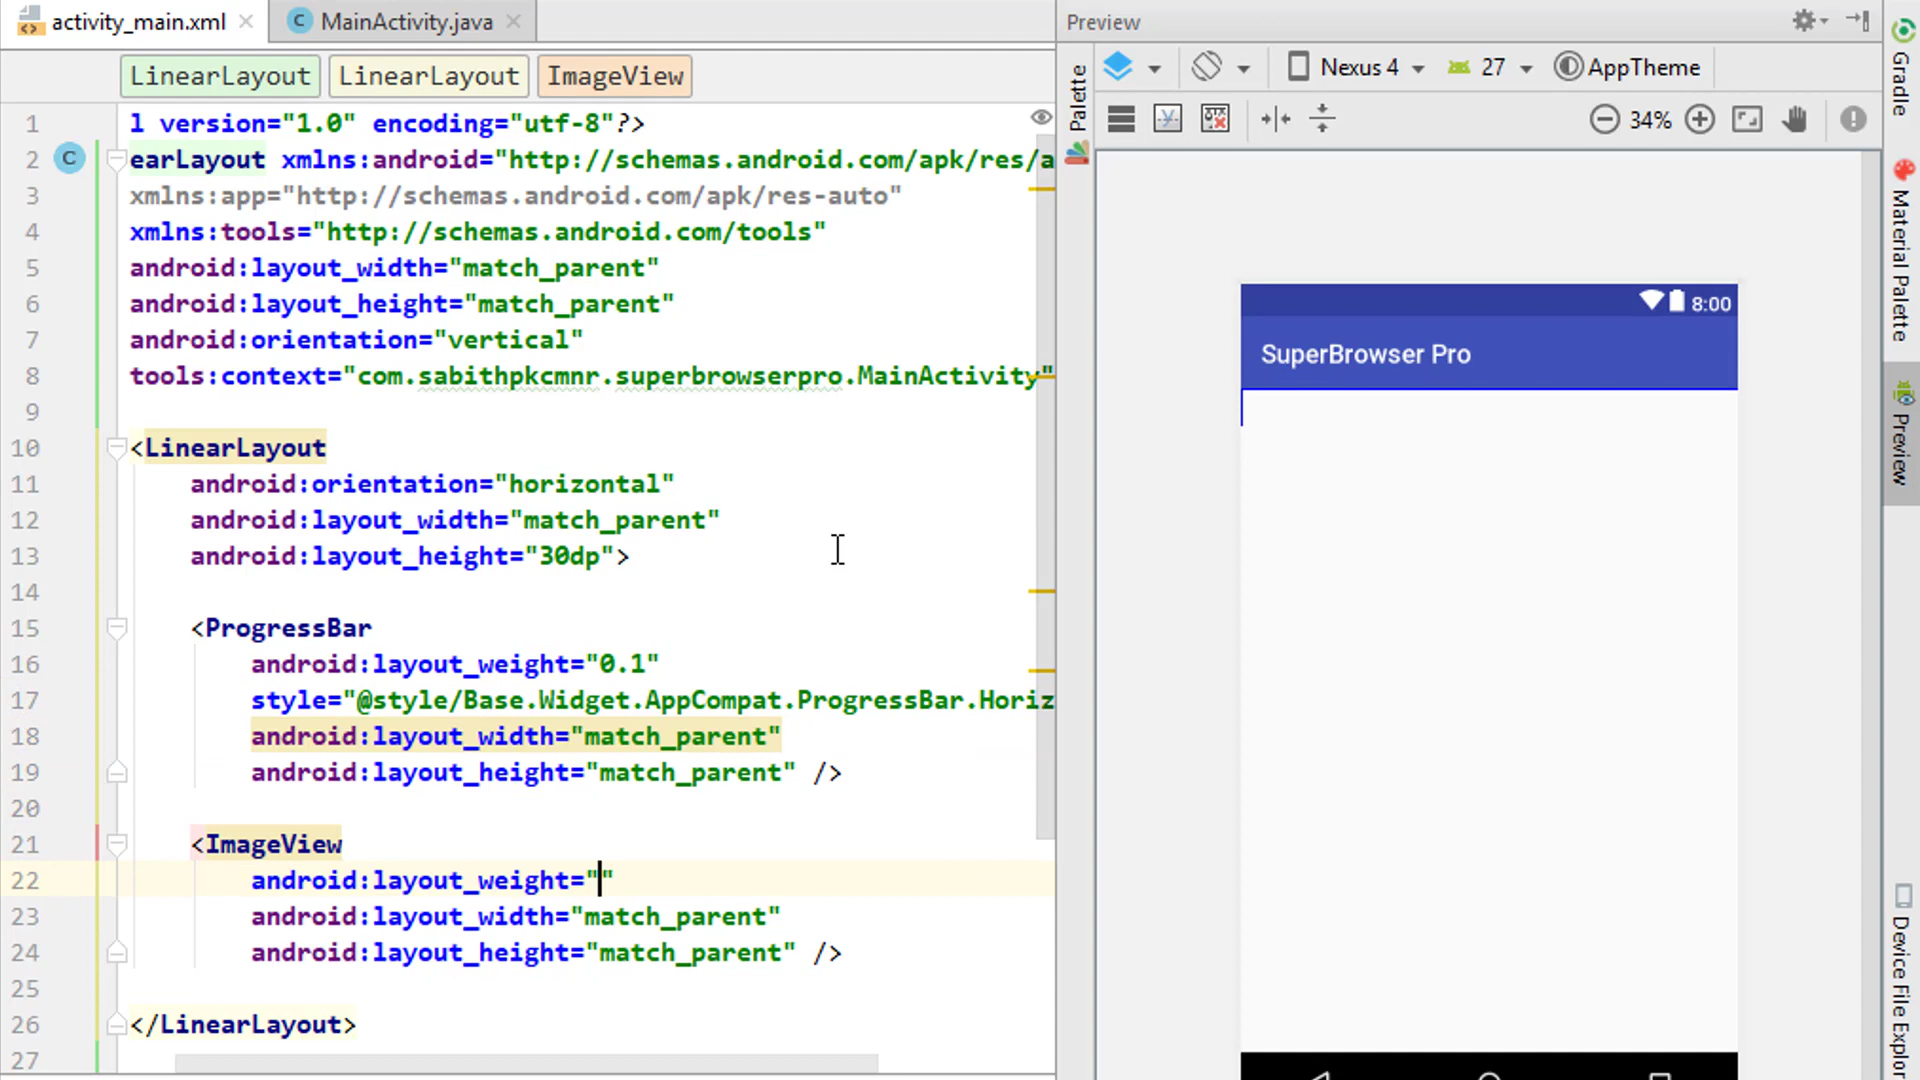 activity_main.xml
MainActivity.java
LinearLayout LinearLayout ImageView
1 l version="1.0" encoding="utf-8"?>
2 earLayout xmlns:android="http://schemas.android.com/apk/res/a
3 xmlns:app="http://schemas.android.com/apk/res-auto"
4 xmlns:tools="http://schemas.android.com/tools"
5 android:layout_width="match_parent"
6 android:layout_height="match_parent"
7 android:orientation="vertical"
8 tools:context="com.sabithpkcmnr.superbrowserpro.MainActivity"
9
10 <LinearLayout
11 android:orientation="horizontal"
12 android:layout_width="match_parent"
13 android:layout_height="30dp">
14
15 <ProgressBar
16 android:layout_weight="0.1"
17 style="@style/Base.Widget.AppCompat.ProgressBar.Horiz
18 android:layout_width="match_parent"
19 android:layout_height="match_parent" />
20
21 <ImageView
22 android:layout_weight=""
23 android:layout_width="match_parent"
24 android:layout_height="match_parent" />
25
26 </LinearLayout>
27
Preview
Palette
Nexus 4
27
AppTheme
34%
8:00
SuperBrowser Pro
Gradle
Material Palette
Preview
Device File Explor